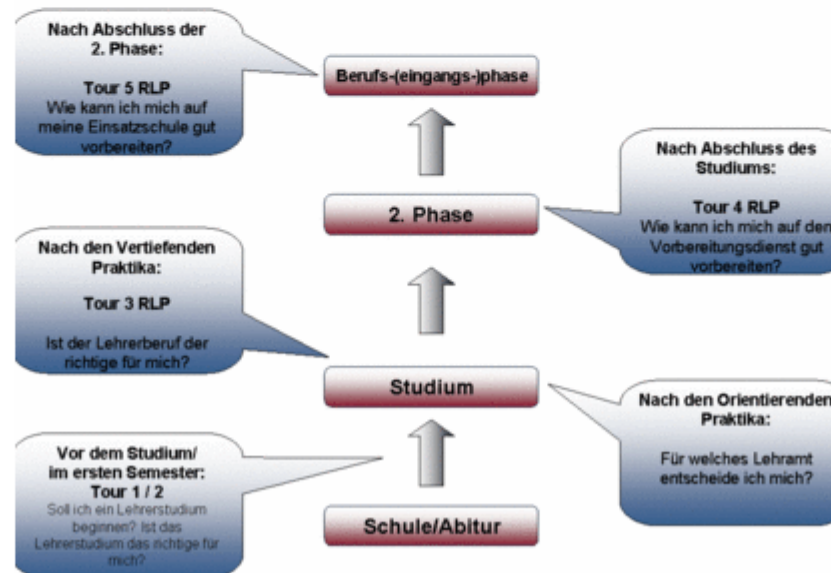 Nach Abschluss der
2. Phase:
Tour 5 RLP
Wie kann ich mich auf
meine Einsatzschule gut
vorbereiten?
Berufs-(eingangs-)phase
Nach Abschluss des
Studiums:
Tour 4 RLP
Wie kann ich mich auf den
Vorbereitungsdienst gut
vorbereiten?
2. Phase
Nach den Vertiefenden
Praktika:
Tour 3 RLP
Ist der Lehrerberuf der
richtige für mich?
Studium
Nach den Orientierenden
Praktika:
Für welches Lehramt
entscheide ich mich?
Vor dem Studium/
im ersten Semester:
Tour 1 / 2
Soll ich ein Lehrerstudium
beginnen? Ist das
Lehrerstudium das richtige für
mich?
Schule/Abitur